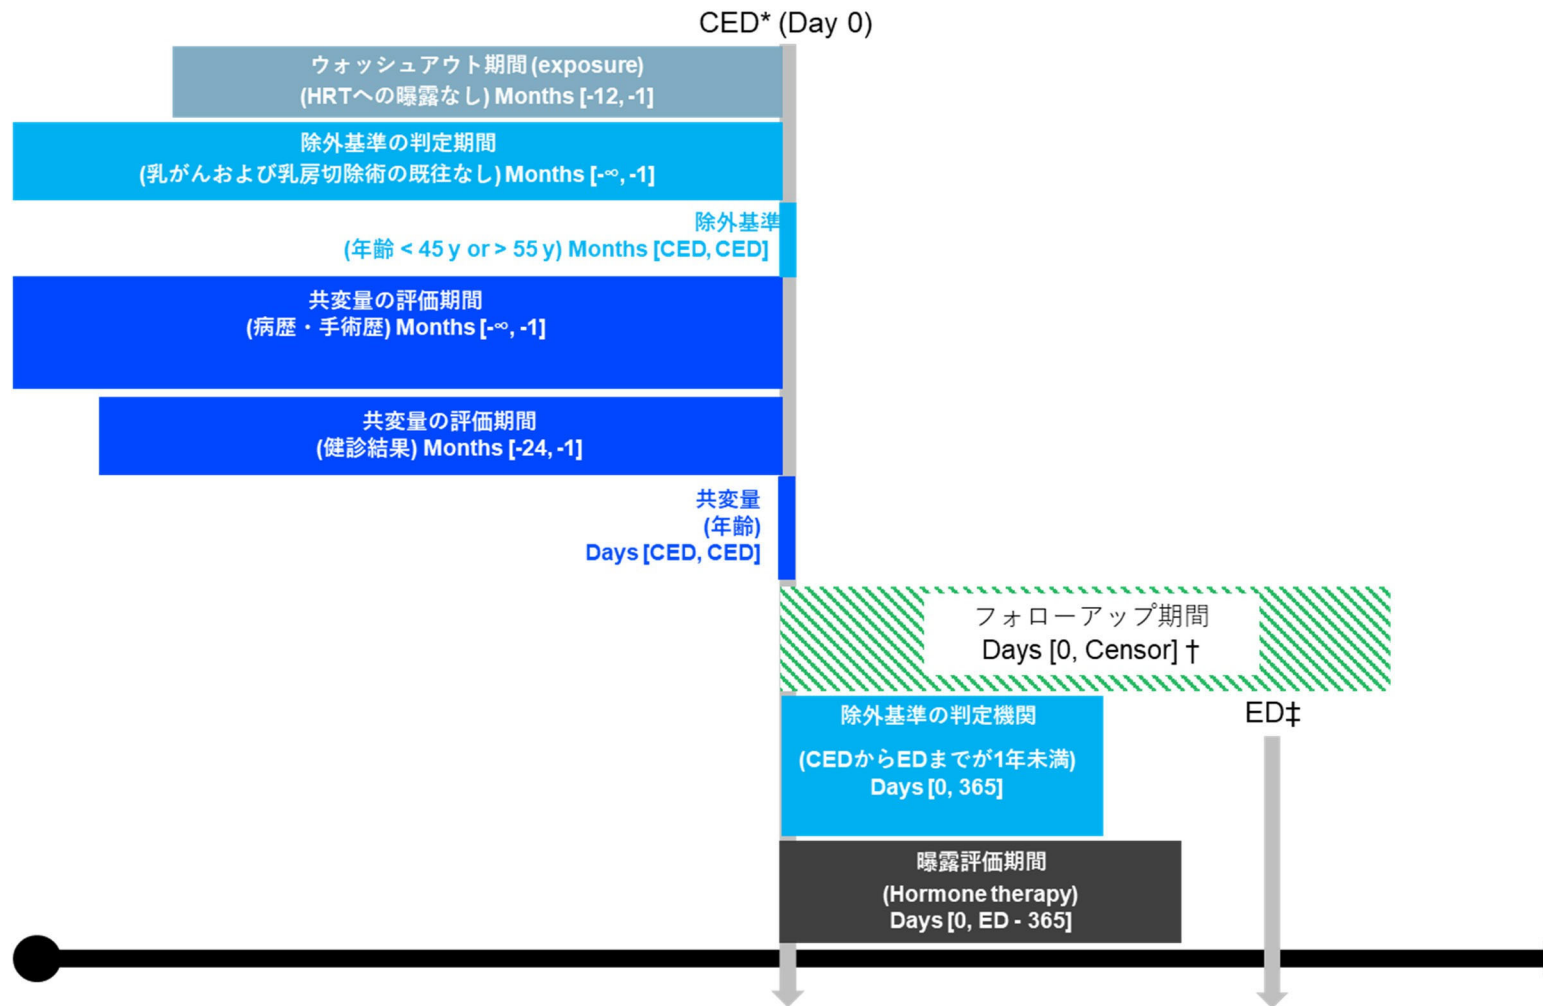 CED* (Day 0)
ウォッシュアウト期間 (exposure)
(HRTへの曝露なし) Months [-12, -1]
除外基準の判定期間
(乳がんおよび乳房切除術の既往なし) Months [-∞, -1]
除外基準
(年齢 < 45 y or > 55 y) Months [CED, CED]
共変量の評価期間
(病歴・手術歴) Months [-∞, -1]
共変量の評価期間
(健診結果) Months [-24, -1]
共変量
(年齢)
Days [CED, CED]
フォローアップ期間
Days [0, Censor] †
除外基準の判定機関
(CEDからEDまでが1年未満)
Days [0, 365]
ED‡
曝露評価期間
(Hormone therapy)
Days [0, ED - 365]